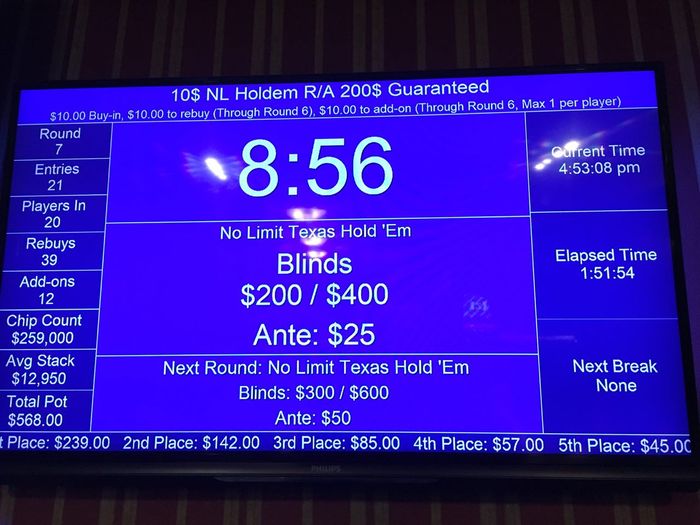 10$ NL Holdem R/A 200$ Guaranteed
$10.00 Buy-in, $10.00 to rebuy (Through Round 6), $10.00 to add-on (Through Round 6, Max 1 per player)
Round
7
Entries
21
Players In
20
Rebuys
39
Add-ons
12
Chip Count
$259,000
Avg Stack
$12,950
Total Pot
$568.00
8:56
No Limit Texas Hold 'Em
Blinds
$200 / $400
Ante: $25
Next Round: No Limit Texas Hold 'Em
Blinds: $300 / $600
Ante: $50
Current Time
4:53:08 pm
Elapsed Time
1:51:54
Next Break
None
t Place: $239.00 2nd Place: $142.00 3rd Place: $85.00 4th Place: $57.00 5th Place: $45.00
PHILIPS